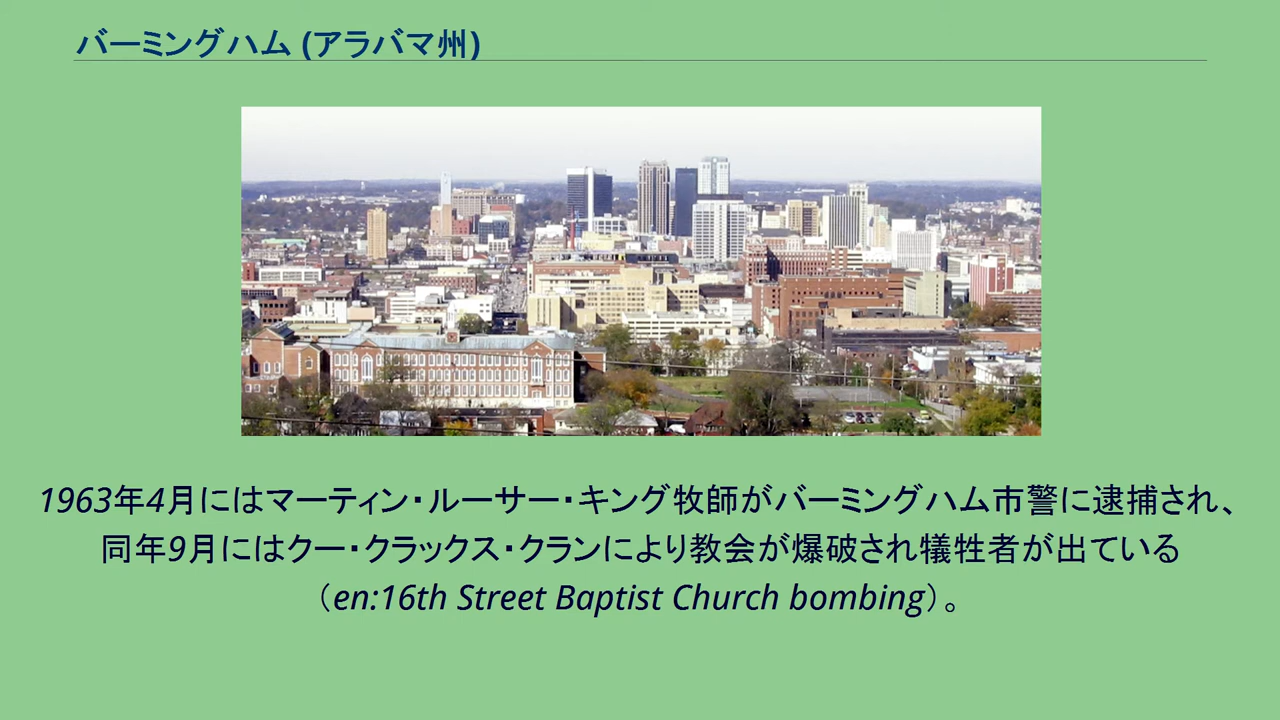 バーミングハム (アラバマ州)
1963年4月にはマーティン・ルーサー・キング牧師がバーミングハム市警に逮捕され、
同年9月にはクー・クラックス・クランにより教会が爆破され犠牲者が出ている
（en:16th Street Baptist Church bombing）。